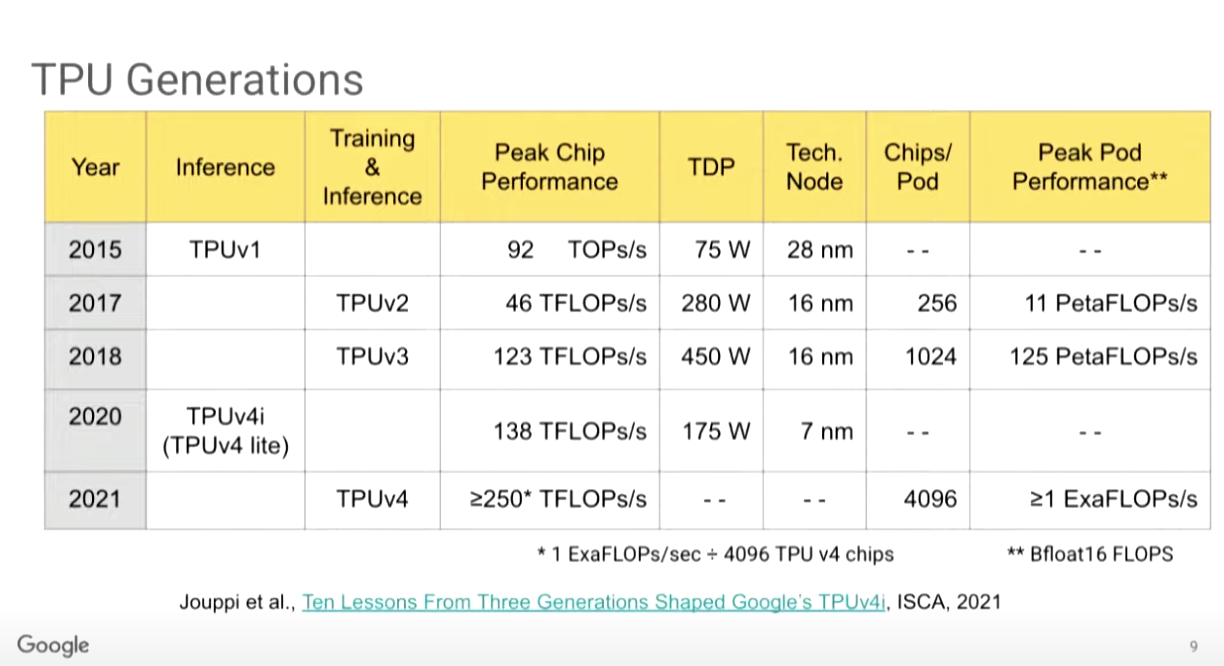 TPU Generations
Year Inference Training & Inference Peak Chip Performance TDP Tech. Node Chips/ Pod Peak Pod Performance**
2015 TPUv1 92 TOPs/s 75 W 28 nm - - - -
2017 TPUv2 46 TFLOPs/s 280 W 16 nm 256 11 PetaFLOPs/s
2018 TPUv3 123 TFLOPs/s 450 W 16 nm 1024 125 PetaFLOPs/s
2020 TPUv4i (TPUv4 lite) 138 TFLOPs/s 175 W 7 nm - - - -
2021 TPUv4 ≥250* TFLOPs/s - - - - 4096 ≥1 ExaFLOPs/s
* 1 ExaFLOPs/sec ÷ 4096 TPU v4 chips ** Bfloat16 FLOPS
Jouppi et al., Ten Lessons From Three Generations Shaped Google's TPUv4i, ISCA, 2021
Google 9